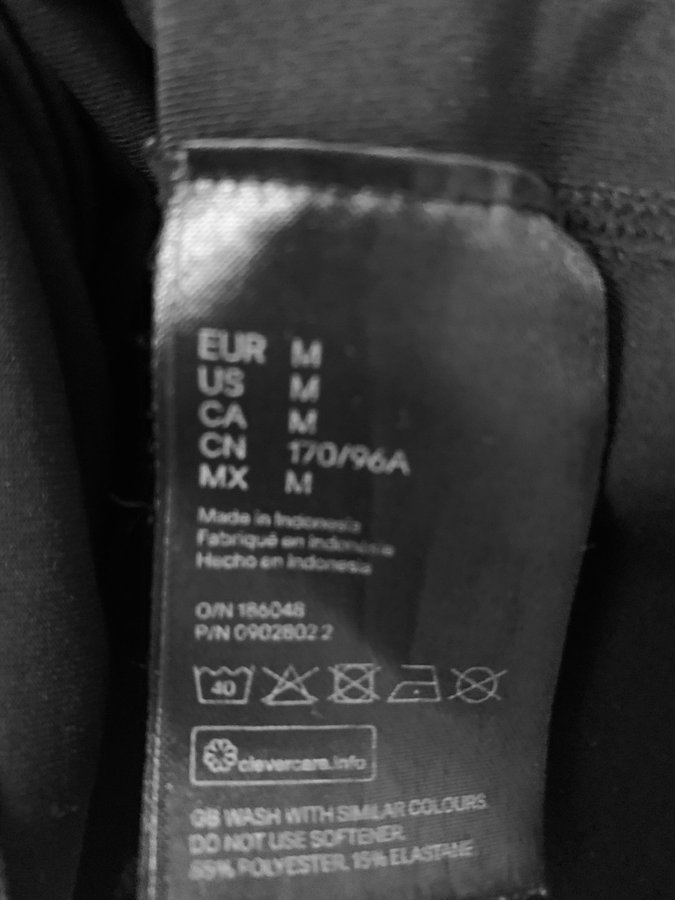 EUR M
US M
CA M
CN 170/96A
MX M
Made in Indonesia
Fabriqué en Indonesie
Hecho en Indonesia
O/N 186048
P/N 0902802 2
40
clevercare.info
GB WASH WITH SIMILAR COLOURS.
DO NOT USE SOFTENER.
85% POLYESTER, 15% ELASTANE